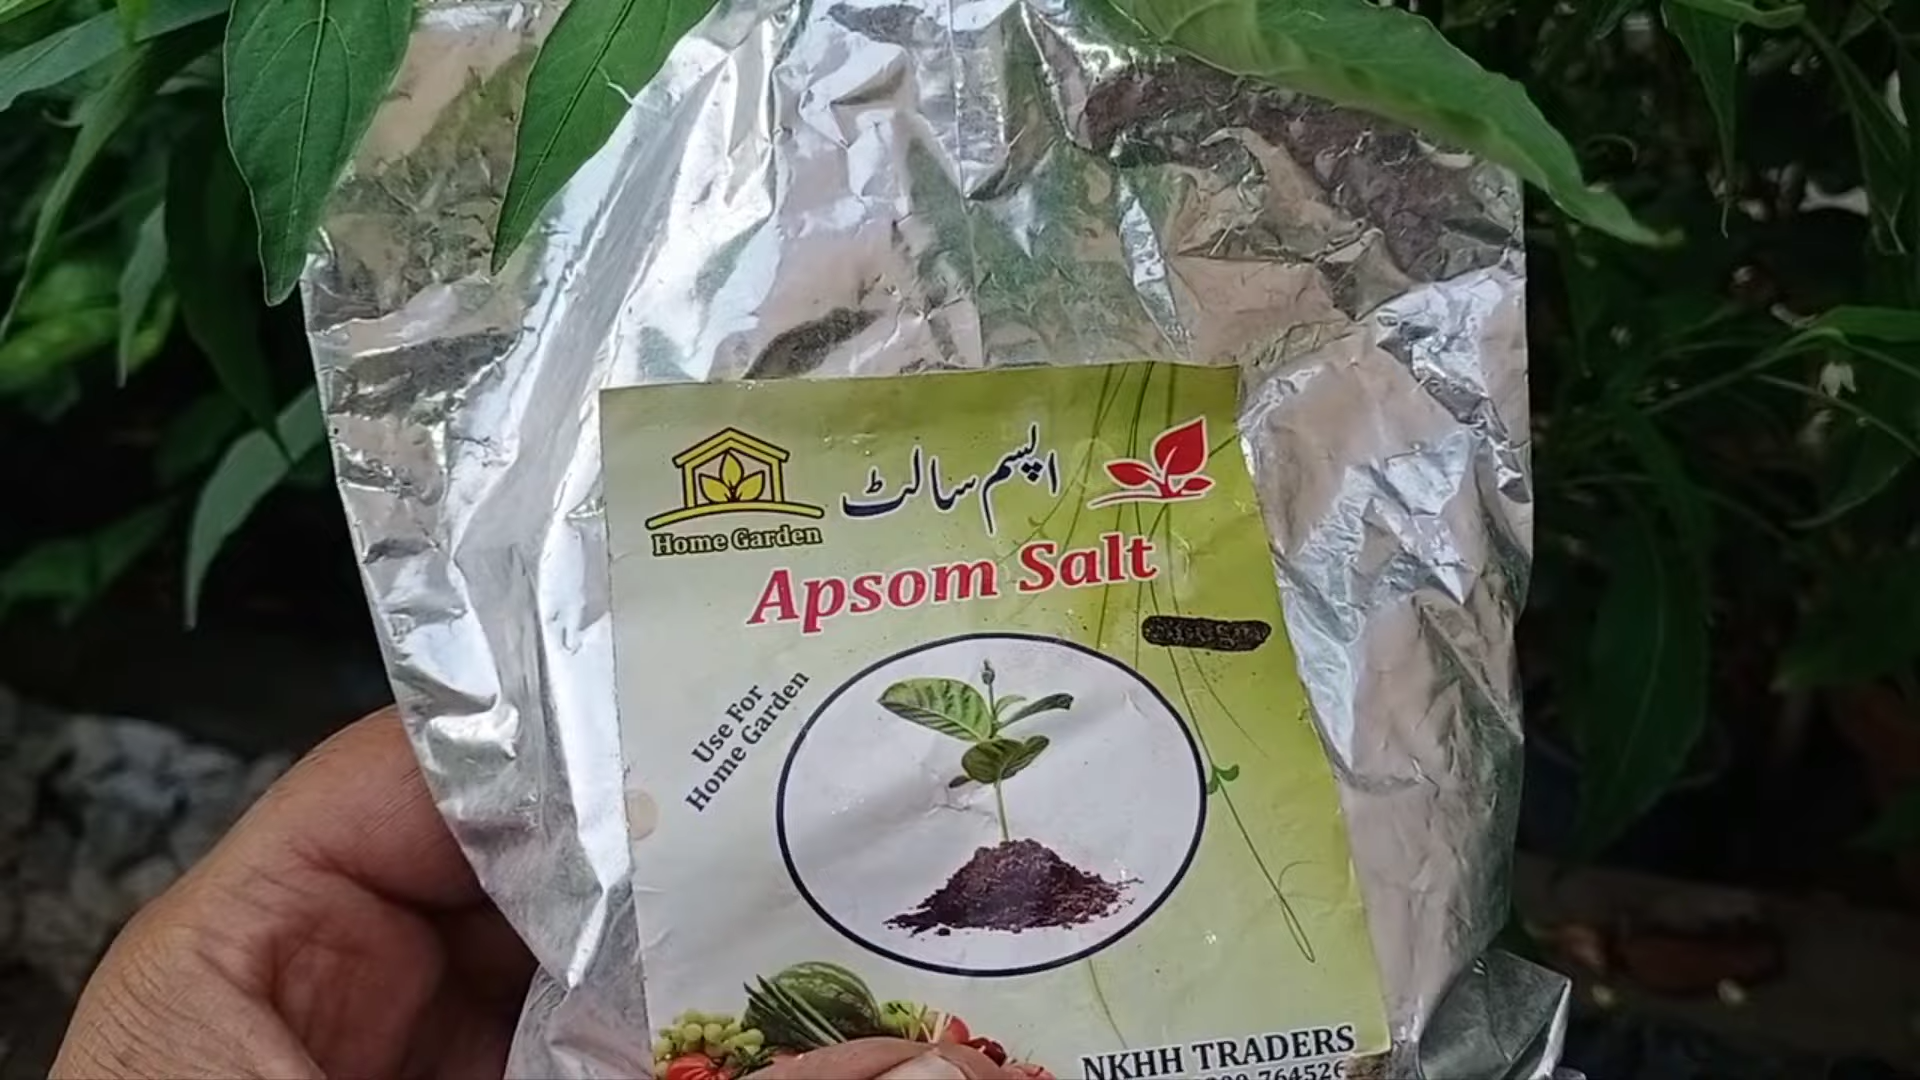 اپسم سالٹ
Home Garden
Apsom Salt
Use For
Home Garden
NKHH TRADERS